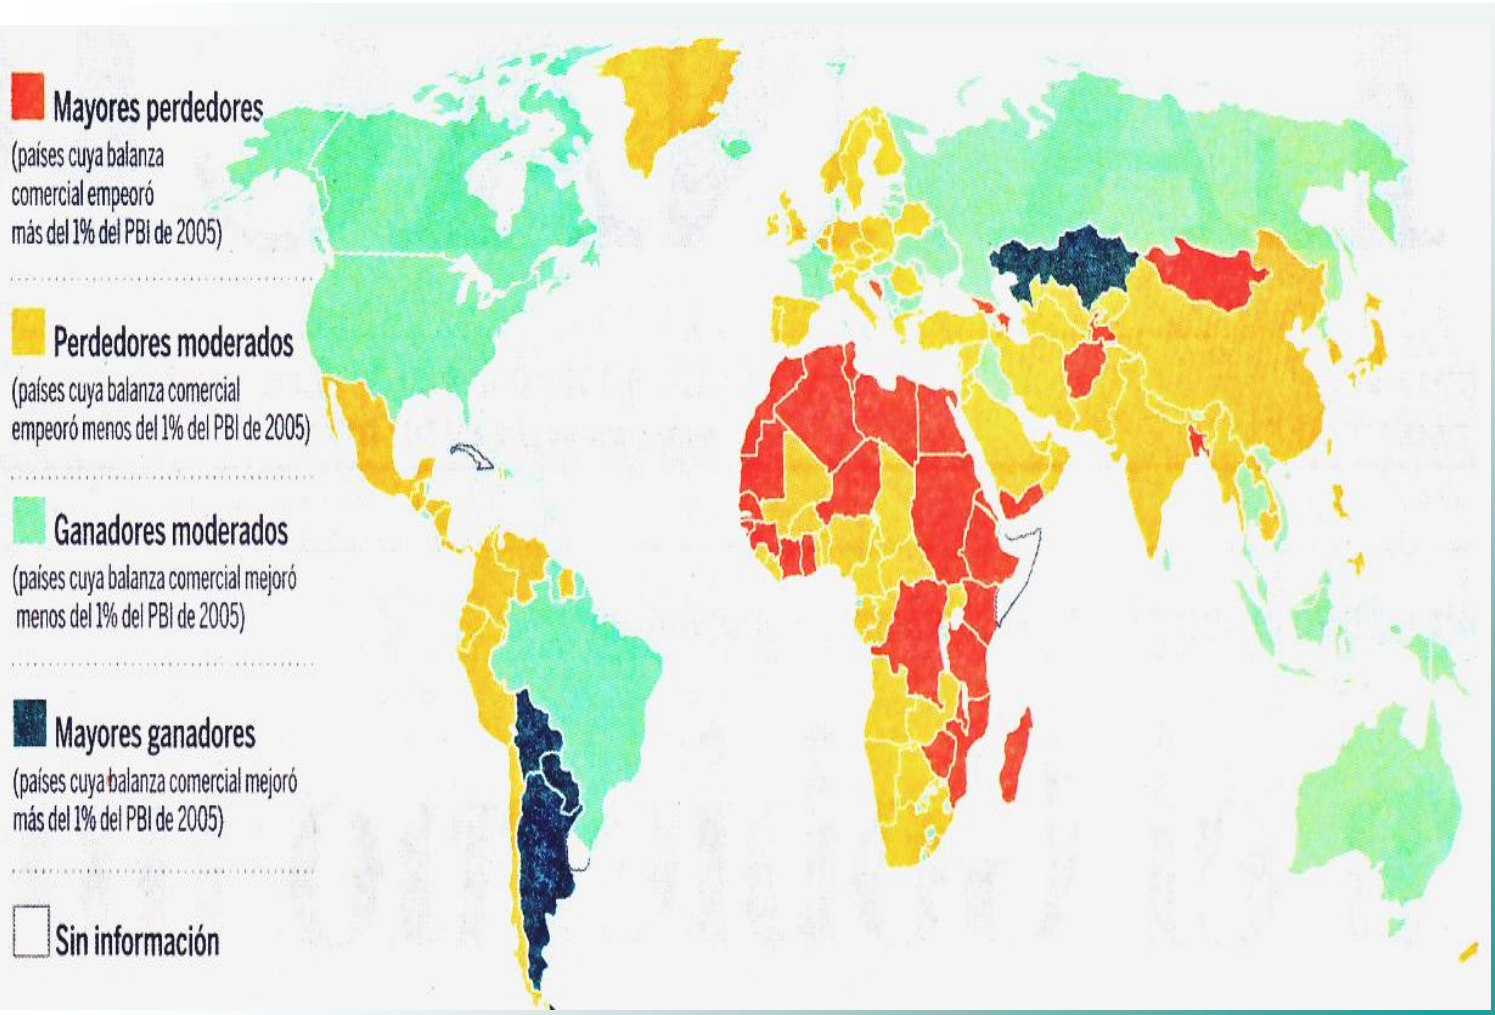 Mayores perdedores
(países cuya balanza
comercial empeoró
más del 1% del PBI de 2005)
Perdedores moderados
(países cuya balanza comercial
empeoró menos del 1% del PBI de 2005)
Ganadores moderados
(países cuya balanza comercial mejoró
menos del 1% del PBI de 2005)
Mayores ganadores
(países cuya balanza comercial mejoró
más del 1% del PBI de 2005)
Sin información